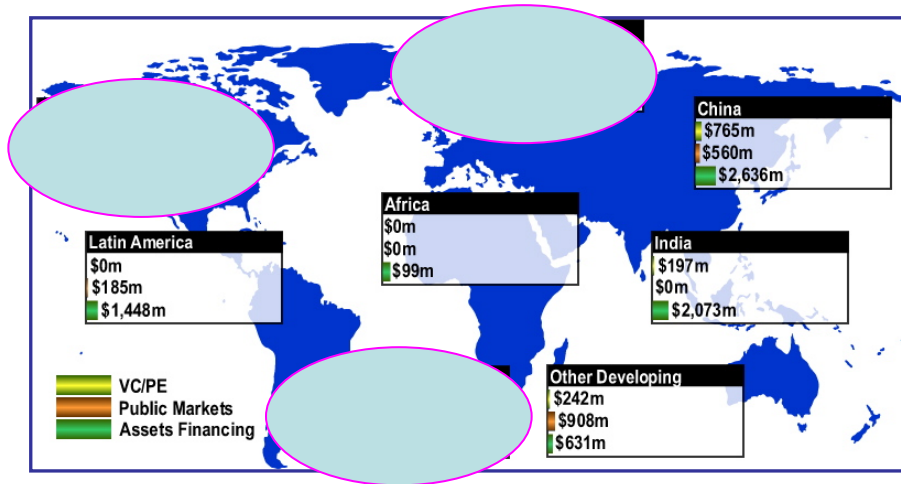 China
$765m
$560m
$2,636m
Africa
$0m
$0m
$99m
Latin America
$0m
$185m
$1,448m
India
$197m
$0m
$2,073m
Other Developing
$242m
$908m
$631m
VC/PE
Public Markets
Assets Financing